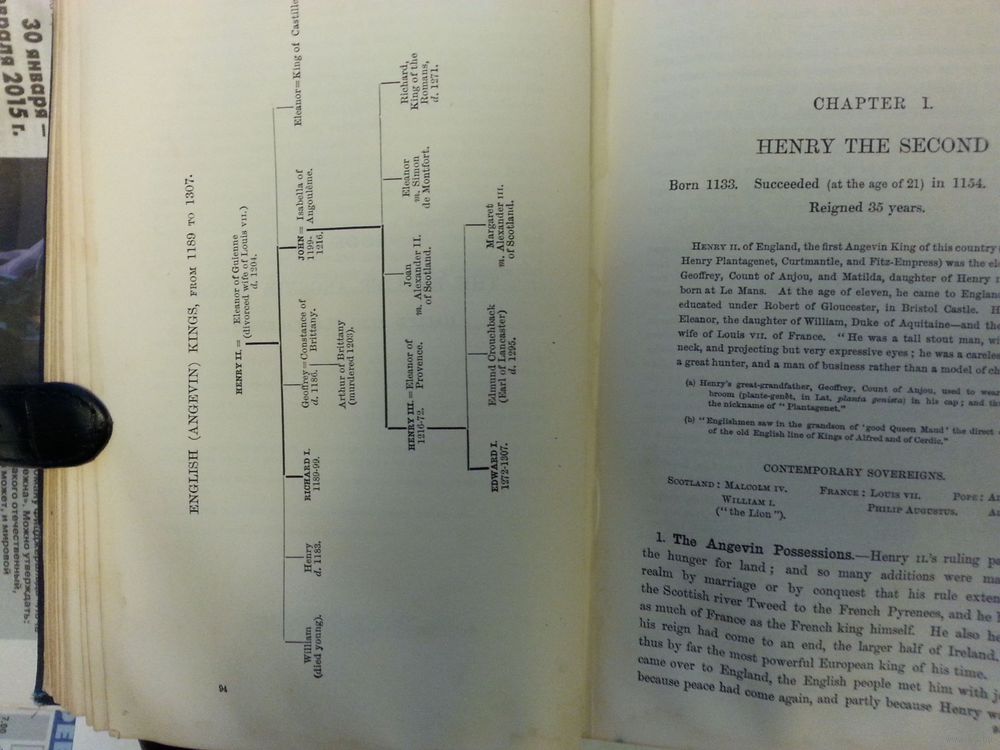 30 января –
враля 2015 г.
 English (Angevin) Kings, from 1189 to 1307.
HENRY II. = Eleanor of Guienne
(divorced wife of Louis VII.)
d. 1204.
William
(died young).
Henry
d. 1183.
RICHARD I.
1189-99.
Geoffrey = Constance of
d. 1186. Brittany.
Arthur of Brittany
(murdered 1203).
JOHN = Isabella of
1199- Angoulême.
1216.
Eleanor = King of Castille
HENRY III. = Eleanor of
1216-72. Provence.
Joan
m. Alexander II.
of Scotland.
Eleanor
m. Simon
de Montfort.
Richard,
King of the
Romans,
d. 1271.
EDWARD I.
1272-1307.
Edmund Crouchback
(Earl of Lancaster)
d. 1295.
Margaret
m. Alexander III.
of Scotland.
94
CHAPTER I.
HENRY THE SECOND
Born 1133. Succeeded (at the age of 21) in 1154.
Reigned 35 years.
Henry II. of England, the first Angevin King of this country
Henry Plantagenet, Curtmantle, and Fitz-Empress) was the
Geoffrey, Count of Anjou, and Matilda, daughter of Henry
born at Le Mans. At the age of eleven, he came to
educated under Robert of Gloucester, in Bristol Castle.
Eleanor, the daughter of William, Duke of Aquitaine—and
wife of Louis VII. of France. "He was a tall stout man,
neck, and projecting but very expressive eyes; he was a
a great hunter, and a man of business rather than a model of
(a) Henry's great-grandfather, Geoffrey, Count of Anjou, used to
broom (plante-genêt, in Lat. planta genista) in his cap; and
the nickname of "Plantagenet."
(b) "Englishmen saw in the grandson of 'good Queen Maud' the direct
of the old English line of Kings of Alfred and of Cerdic."
CONTEMPORARY SOVEREIGNS.
Scotland: Malcolm IV. France: Louis VII. Pope:
William I. Philip Augustus.
("the Lion").
1. The Angevin Possessions.—Henry II.'s ruling
the hunger for land; and so many additions were
realm by marriage or by conquest that his rule
the Scottish river Tweed to the French Pyrenees, and he
as much of France as the French king himself. He also
his reign had come to an end, the larger half of Ireland,
thus by far the most powerful European king of his time.
came over to England, the English people met him with
because peace had come again, and partly because Henry